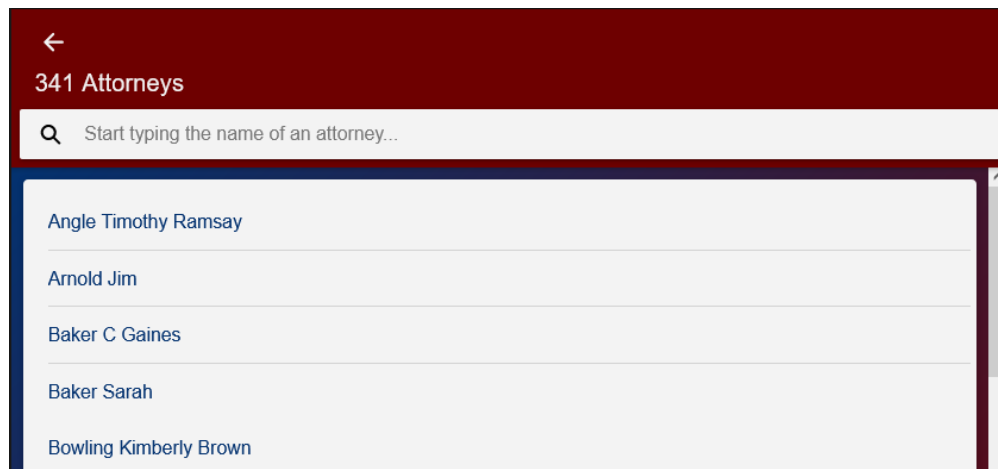 341 Attorneys
Start typing the name of an attorney...
Angle Timothy Ramsay
Arnold Jim
Baker C Gaines
Baker Sarah
Bowling Kimberly Brown